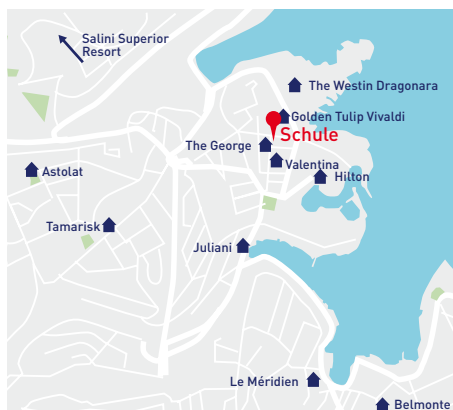 Salini Superior
Resort
The Westin Dragonara
Golden Tulip Vivaldi
Schule
The George
Valentina
Astolat
Hilton
Tamarisk
Juliani
Le Méridien
Belmonte